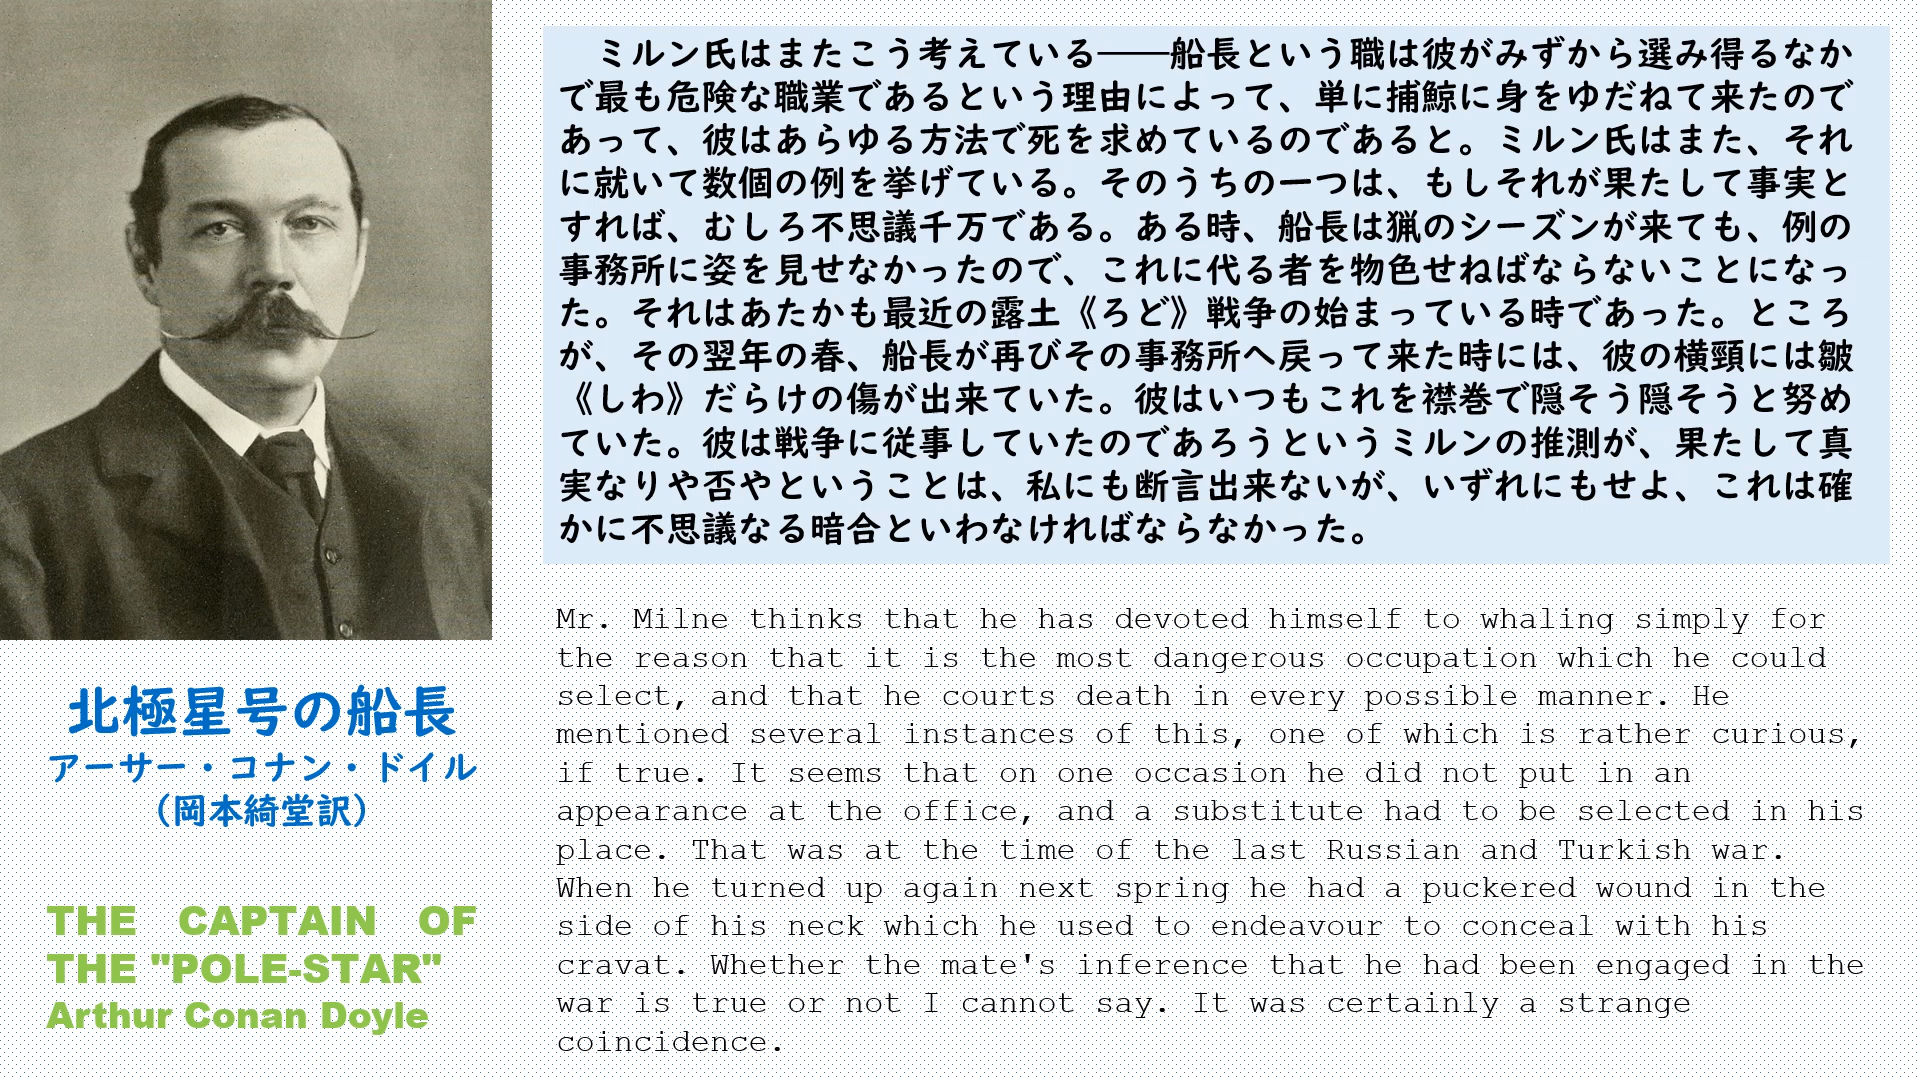 ミルン氏はまたこう考えている――船長という職は彼がみずから選み得るなか
で最も危険な職業であるという理由によって、単に捕鯨に身をゆだねて来たので
あって、彼はあらゆる方法で死を求めているのであると。ミルン氏はまた、それ
に就いて数個の例を挙げている。そのうちの一つは、もしそれが果たして事実と
すれば、むしろ不思議千万である。ある時、船長は猟のシーズンが来ても、例の
事務所に姿を見せなかったので、これに代る者を物色せねばならないことになっ
た。それはあたかも最近の露土《ろど》戦争の始まっている時であった。ところ
が、その翌年の春、船長が再びその事務所へ戻って来た時には、彼の横頸には皺
《しわ》だらけの傷が出来ていた。彼はいつもこれを襟巻で隠そう隠そうと努め
ていた。彼は戦争に従事していたのであろうというミルンの推測が、果たして真
実なりや否やということは、私にも断言出来ないが、いずれにもせよ、これは確
かに不思議なる暗合といわなければならなかった。
Mr. Milne thinks that he has devoted himself to whaling simply for
the reason that it is the most dangerous occupation which he could
select, and that he courts death in every possible manner. He
mentioned several instances of this, one of which is rather curious,
if true. It seems that on one occasion he did not put in an
appearance at the office, and a substitute had to be selected in his
place. That was at the time of the last Russian and Turkish war.
When he turned up again next spring he had a puckered wound in the
side of his neck which he used to endeavour to conceal with his
cravat. Whether the mate's inference that he had been engaged in the
war is true or not I cannot say. It was certainly a strange
coincidence.
北極星号の船長
アーサー・コナン・ドイル
（岡本綺堂訳）
THE CAPTAIN OF
THE "POLE-STAR"
Arthur Conan Doyle